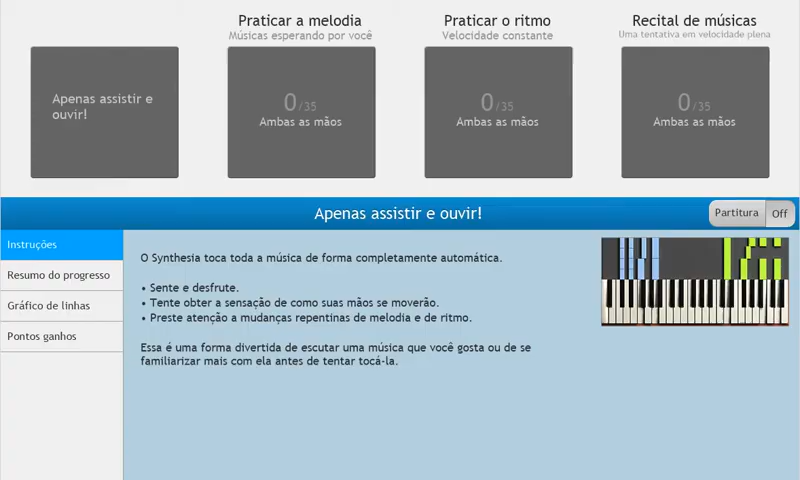 Praticar a melodia
Músicas esperando por você
Praticar o ritmo
Velocidade constante
Recital de músicas
Uma tentativa em velocidade plena
Apenas assistir e
ouvir!
0/35
Ambas as mãos
0/35
Ambas as mãos
0/35
Ambas as mãos
Apenas assistir e ouvir!
Partitura
Off
Instruções
Resumo do progresso
Gráfico de linhas
Pontos ganhos
O Synthesia toca toda a música de forma completamente automática.
• Sente e desfrute.
• Tente obter a sensação de como suas mãos se moverão.
• Preste atenção a mudanças repentinas de melodia e de ritmo.
Essa é uma forma divertida de escutar uma música que você gosta ou de se
familiarizar mais com ela antes de tentar tocá-la.